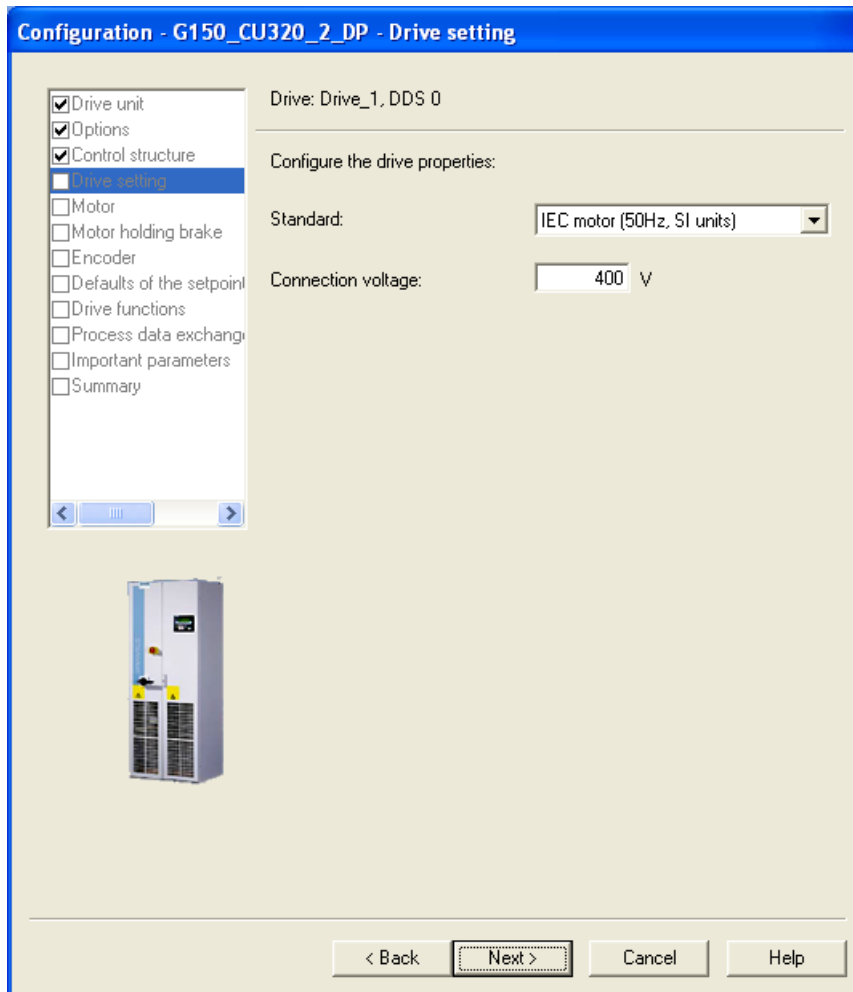 Configuration - G150_CU320_2_DP - Drive setting
Drive unit
Options
Control structure
Drive setting
Motor
Motor holding brake
Encoder
Defaults of the setpoint
Drive functions
Process data exchange
Important parameters
Summary
Drive: Drive_1, DDS 0
Configure the drive properties:
Standard: IEC motor (50Hz, SI units)
Connection voltage: 400 V
< Back Next > Cancel Help